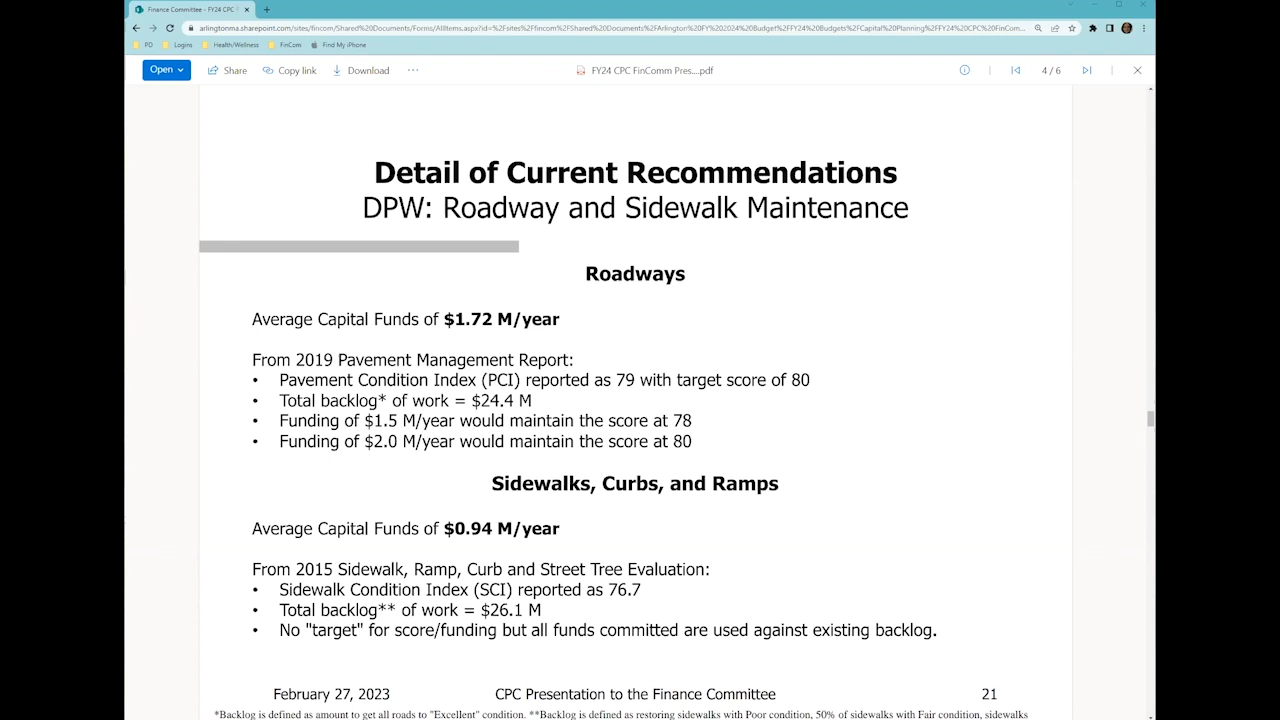 Finance Committee - FY24 CPC F
arlingtonma.sharepoint.com/sites/fincom/Shared%20Documents/Forms/AllItems.aspx?id=%2Fsites%2Ffincom%2FShared%20Documents%2FArlington%20FY%202024%20Budget%2FFY24%20Budgets%2FCapital%20Planning%2FFY24%20CPC%20FinCom...
PD Logins Health/Wellness FinCom Find My iPhone
Open Share Copy link Download ... FY24 CPC FinComm Pres....pdf 4 / 6
Detail of Current Recommendations
DPW: Roadway and Sidewalk Maintenance
Roadways
Average Capital Funds of $1.72 M/year
From 2019 Pavement Management Report:
• Pavement Condition Index (PCI) reported as 79 with target score of 80
• Total backlog* of work = $24.4 M
• Funding of $1.5 M/year would maintain the score at 78
• Funding of $2.0 M/year would maintain the score at 80
Sidewalks, Curbs, and Ramps
Average Capital Funds of $0.94 M/year
From 2015 Sidewalk, Ramp, Curb and Street Tree Evaluation:
• Sidewalk Condition Index (SCI) reported as 76.7
• Total backlog** of work = $26.1 M
• No "target" for score/funding but all funds committed are used against existing backlog.
February 27, 2023 CPC Presentation to the Finance Committee 21
*Backlog is defined as amount to get all roads to "Excellent" condition. **Backlog is defined as restoring sidewalks with Poor condition, 50% of sidewalks with Fair condition, sidewalks